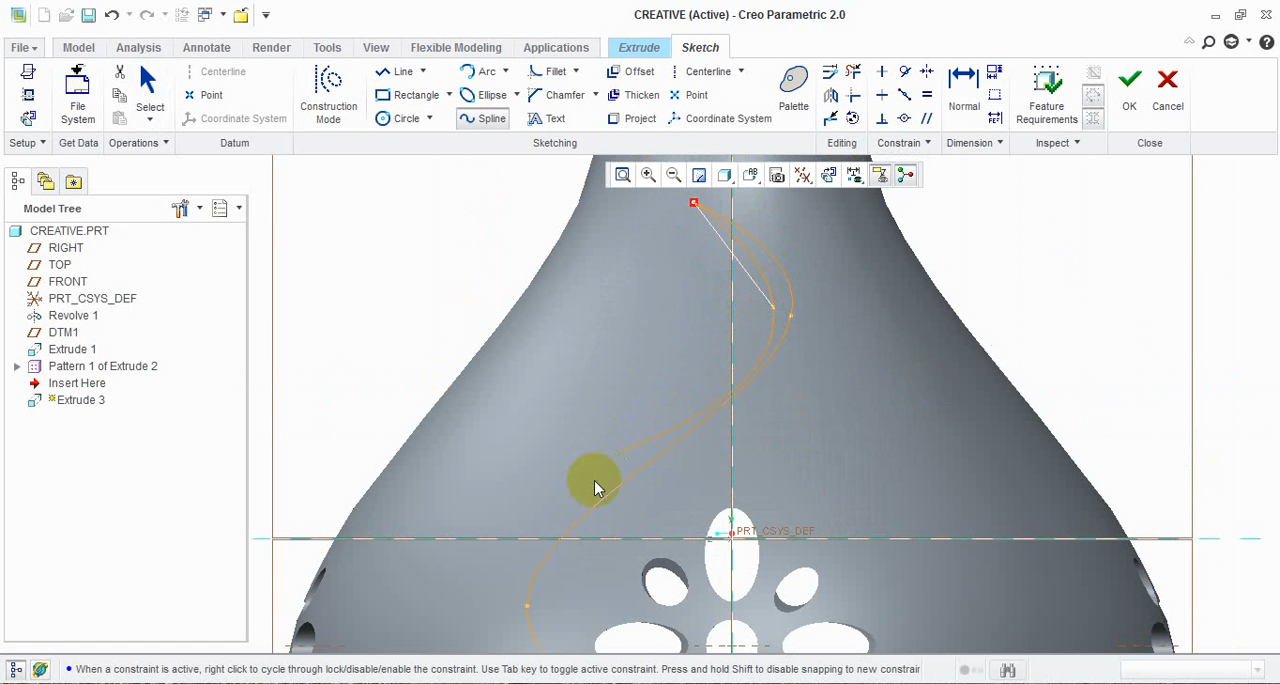 CREATIVE (Active) - Creo Parametric 2.0
File Model Analysis Annotate Render Tools View Flexible Modeling Applications Extrude Sketch
Centerline Line Arc Fillet Offset Centerline
Point Rectangle Ellipse Chamfer Thicken Point
Coordinate System Circle Spline Text Project Coordinate System
File System Select Construction Mode Palette Normal Feature Requirements OK Cancel
Setup Get Data Operations Datum Sketching Editing Constrain Dimension Inspect Close
Model Tree
CREATIVE.PRT
RIGHT
TOP
FRONT
PRT_CSYS_DEF
Revolve 1
DTM1
Extrude 1
Pattern 1 of Extrude 2
Insert Here
Extrude 3
PRT_CSYS_DEF
When a constraint is active, right click to cycle through lock/disable/enable the constraint. Use Tab key to toggle active constraint. Press and hold Shift to disable snapping to new constrair